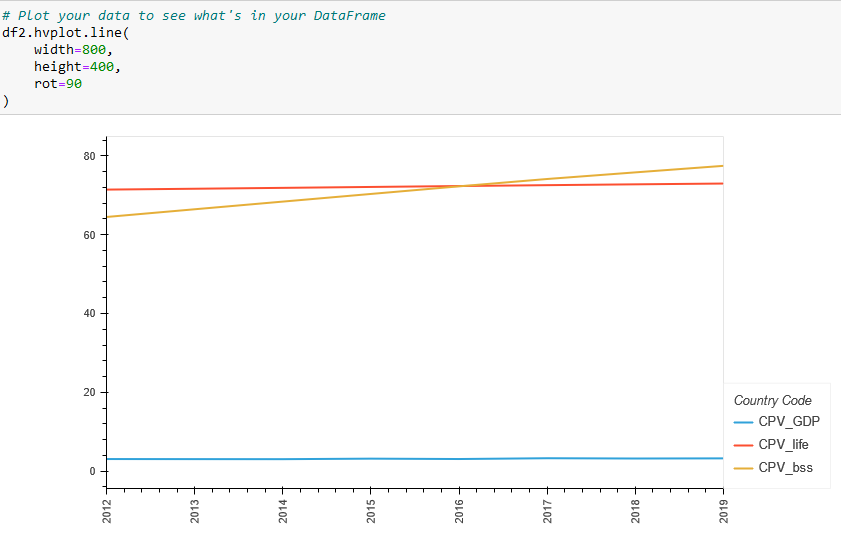 # Plot your data to see what's in your DataFrame
df2.hvplot.line(
    width=800,
    height=400,
    rot=90
)
80
60
40
20
0
2012
2013
2014
2015
2016
2017
2018
2019
Country Code
CPV_GDP
CPV_life
CPV_bss